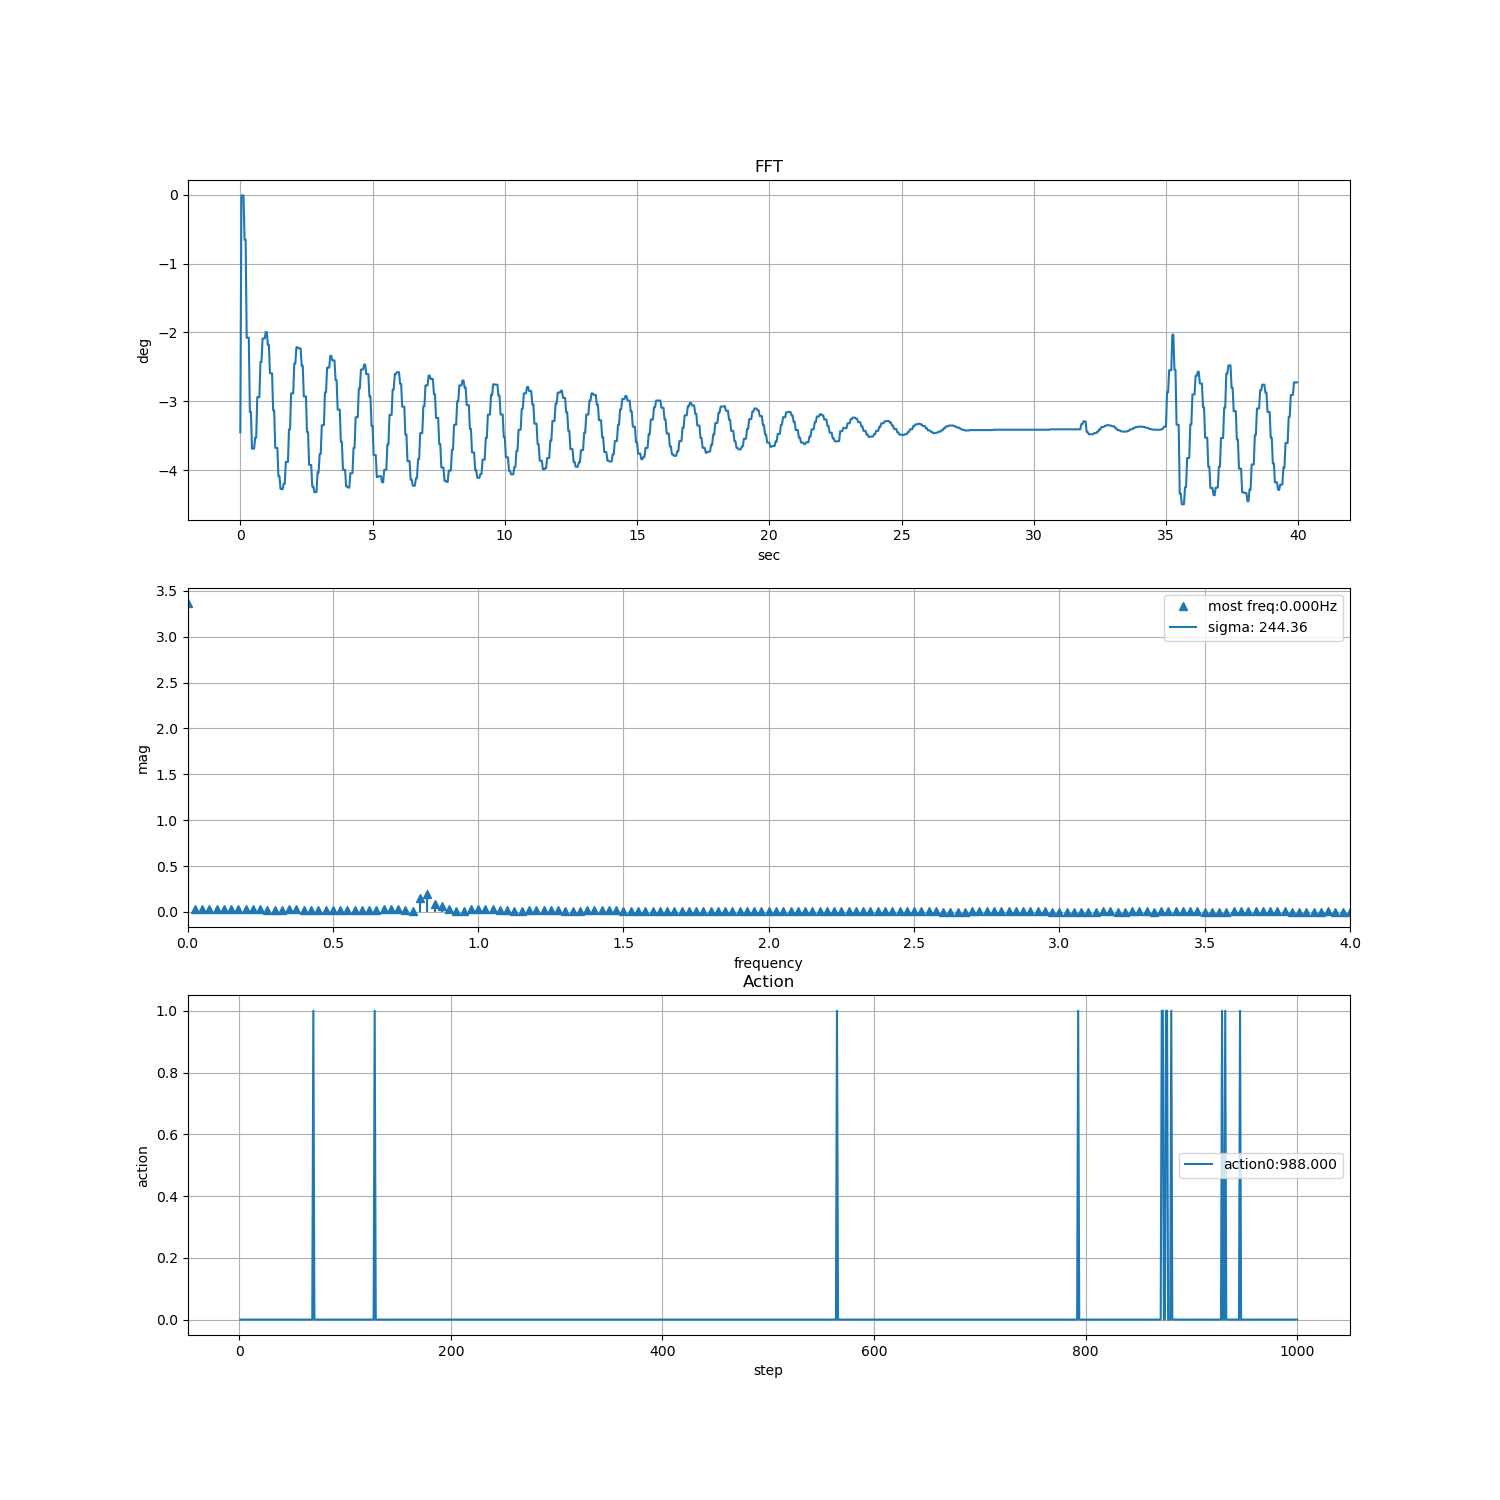 FFT
0
−1
−2
−3
−4
deg
0 5 10 15 20 25 30 35 40
sec
3.5
3.0
2.5
2.0
1.5
1.0
0.5
0.0
mag
most freq:0.000Hz
sigma: 244.36
0.0 0.5 1.0 1.5 2.0 2.5 3.0 3.5 4.0
frequency
Action
1.0
0.8
0.6
0.4
0.2
0.0
action
action0:988.000
0 200 400 600 800 1000
step